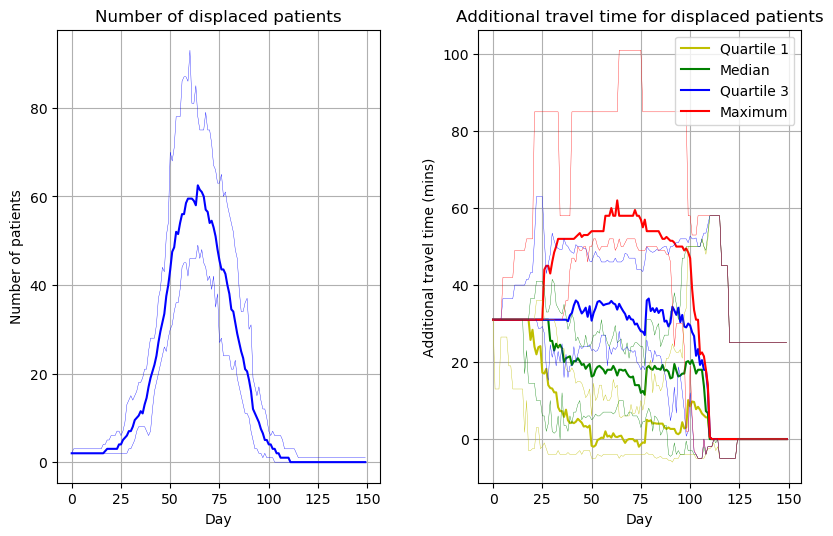 Number of displaced patients
Number of patients
80
60
40
20
0
0 25 50 75 100 125 150
Day
Additional travel time for displaced patients
Additional travel time (mins)
100
80
60
40
20
0
Quartile 1
Median
Quartile 3
Maximum
0 25 50 75 100 125 150
Day